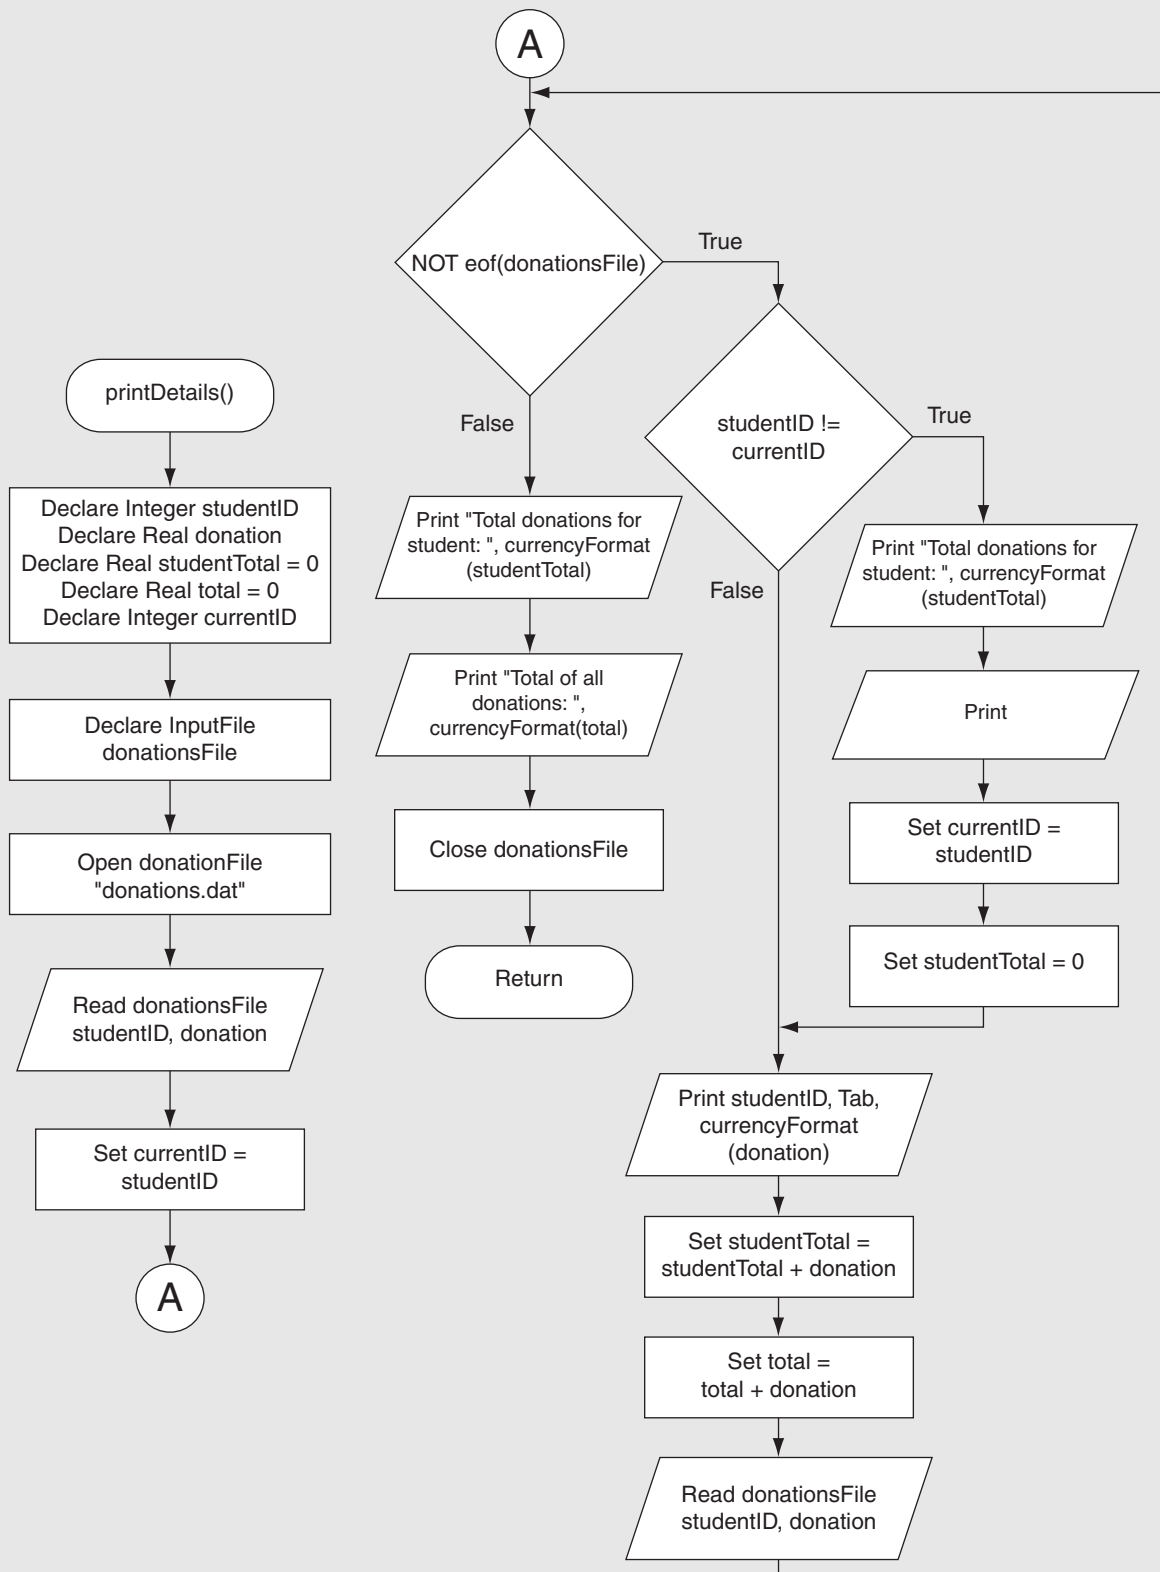 printDetails()
Declare Integer studentID
Declare Real donation
Declare Real studentTotal = 0
Declare Real total = 0
Declare Integer currentID
Declare InputFile
donationsFile
Open donationFile
"donations.dat"
Read donationsFile
studentID, donation
Set currentID =
studentID
A
A
NOT eof(donationsFile)
True
False
Print "Total donations for
student: ", currencyFormat
(studentTotal)
Print "Total of all
donations: ",
currencyFormat(total)
Close donationsFile
Return
studentID !=
currentID
True
False
Print "Total donations for
student: ", currencyFormat
(studentTotal)
Print
Set currentID =
studentID
Set studentTotal = 0
Print studentID, Tab,
currencyFormat
(donation)
Set studentTotal =
studentTotal + donation
Set total =
total + donation
Read donationsFile
studentID, donation